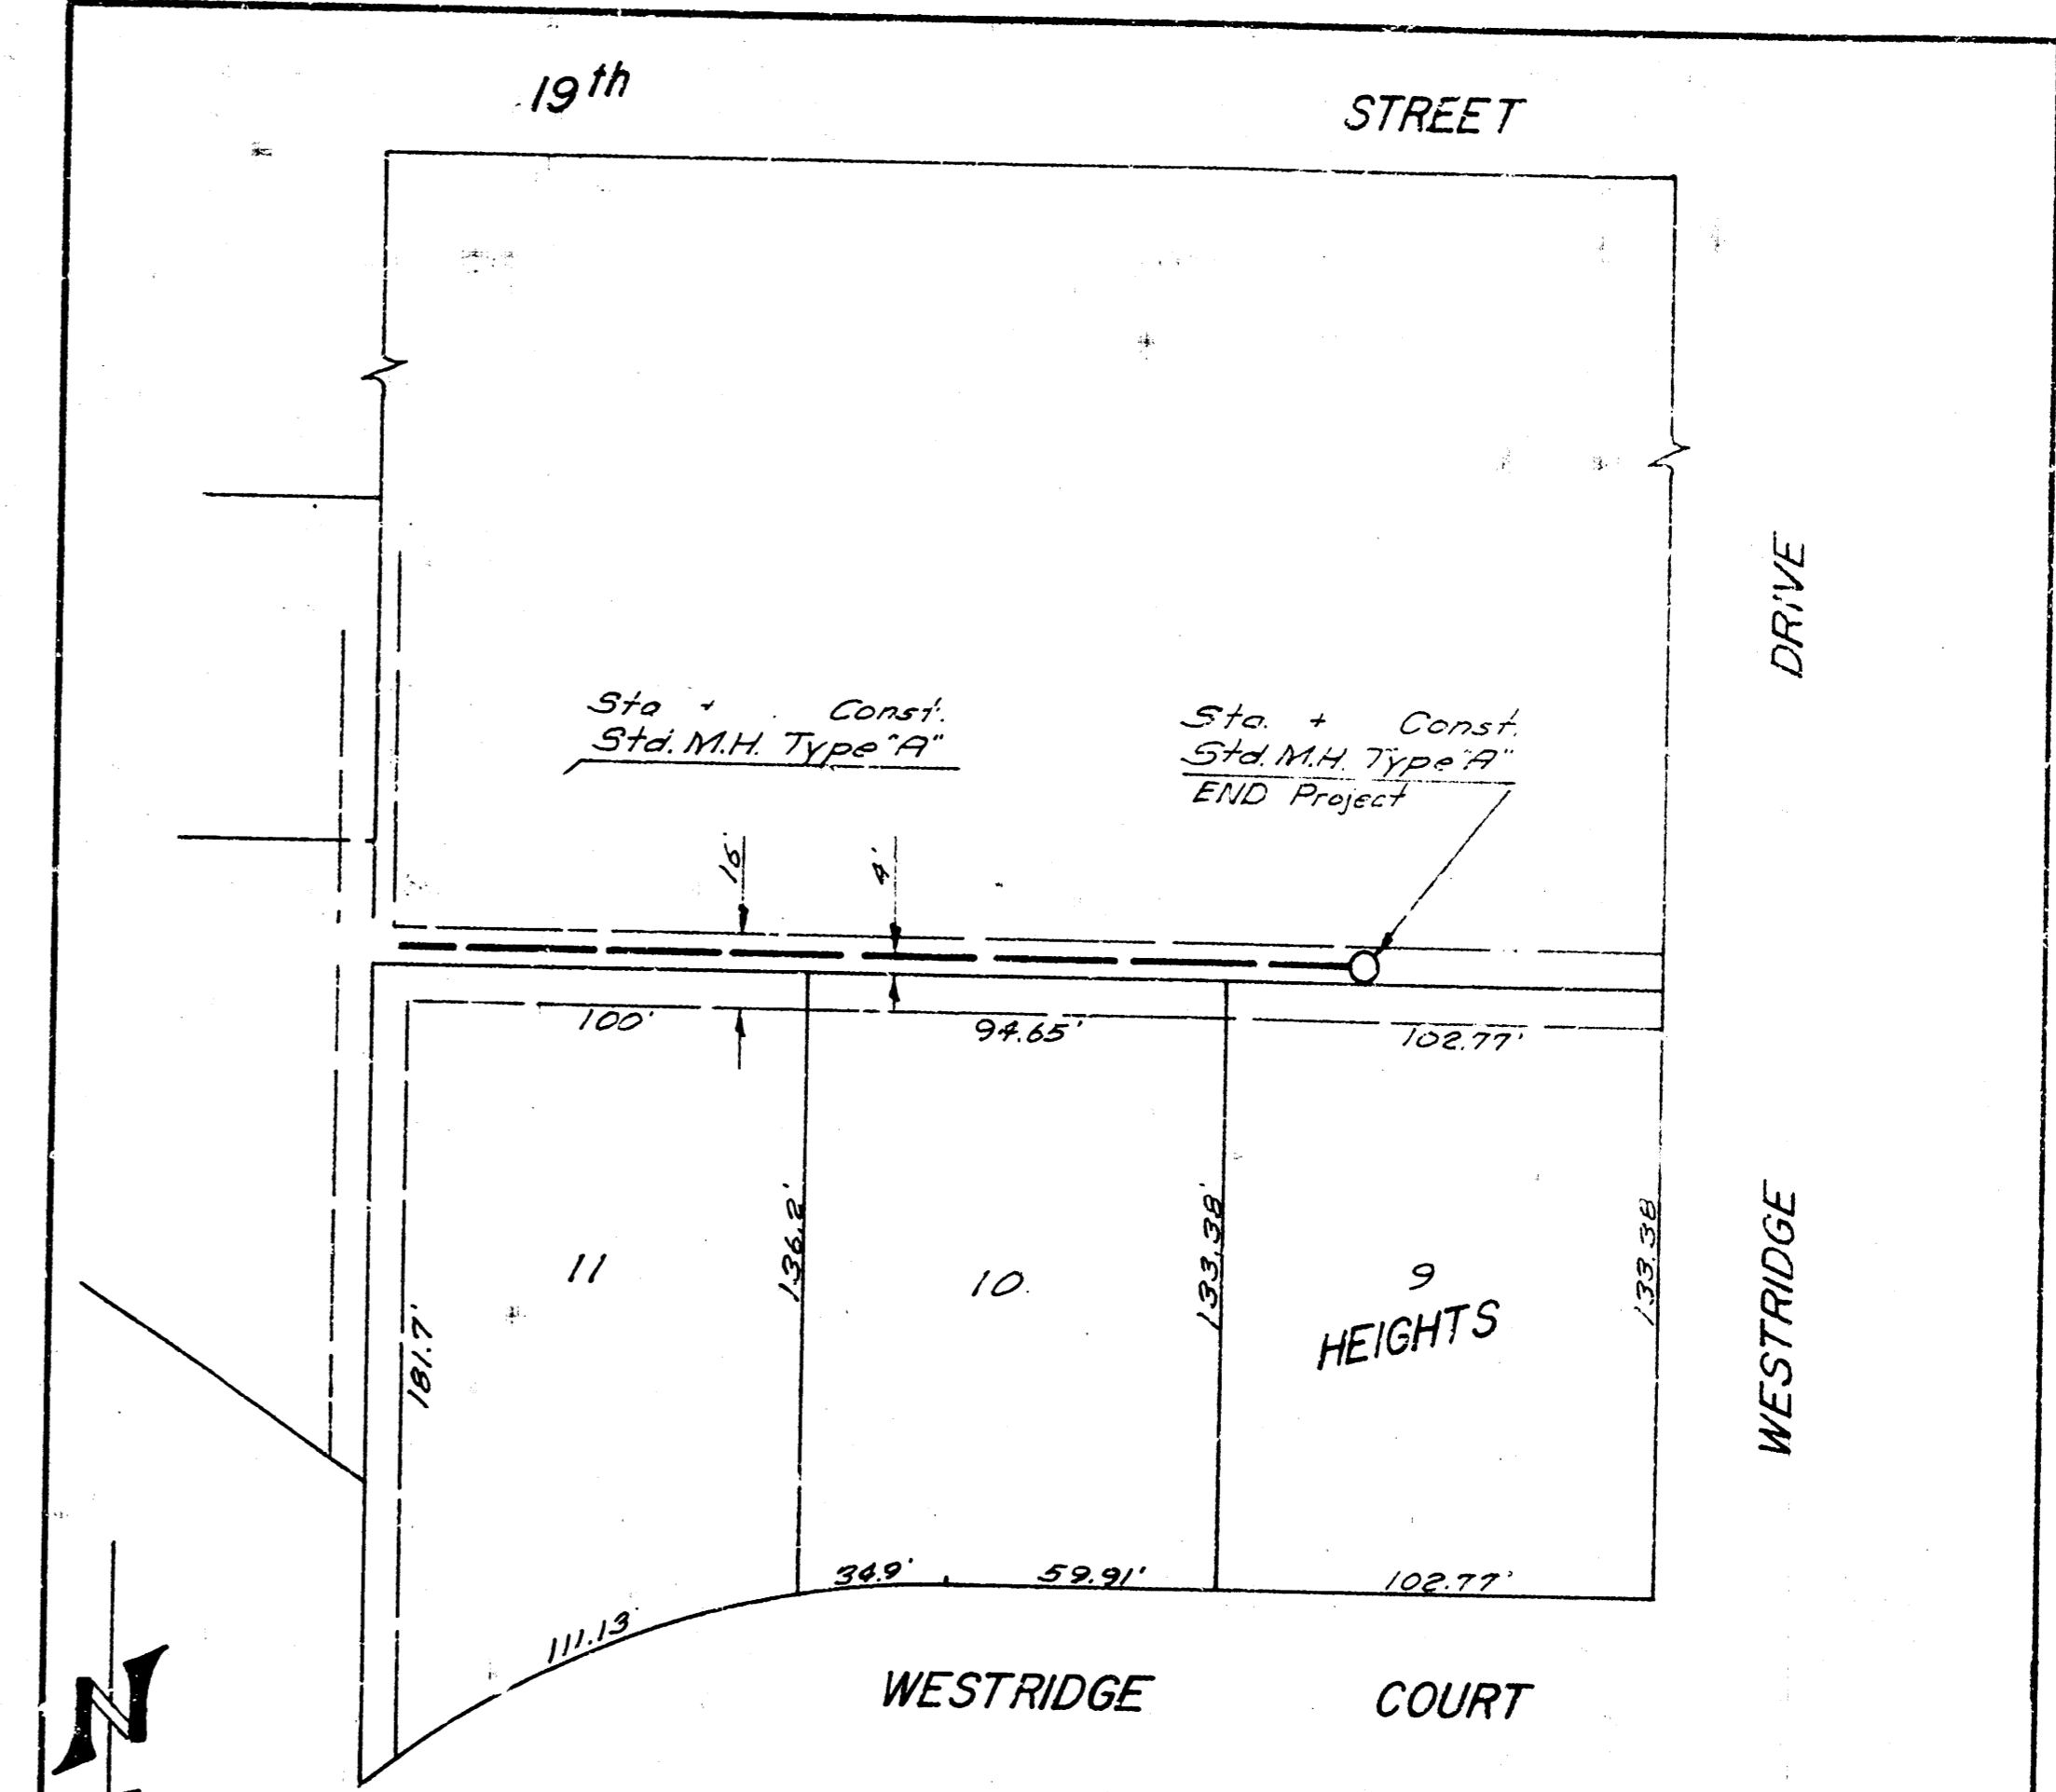 19th STREET
DRIVE
Sta + Const.
Std. M.H. Type "A"
Sta. + Const.
Std. M.H. Type "A"
END Project
16'
4'
100'
94.65'
102.77'
136.2'
133.38'
133.38
11
10
9
HEIGHTS
181.7'
WESTRIDGE
34.9'
59.91'
102.77'
111.13
WESTRIDGE COURT
N